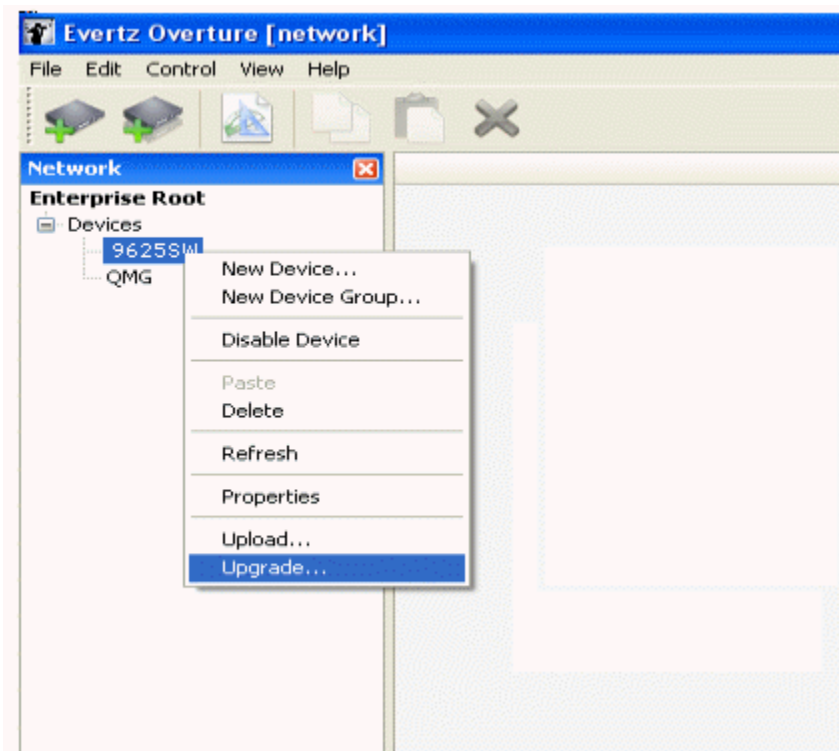 Evertz Overture [network]
File Edit Control View Help
Network
Enterprise Root
Devices
9625SW
QMG
New Device...
New Device Group...
Disable Device
Paste
Delete
Refresh
Properties
Upload...
Upgrade...